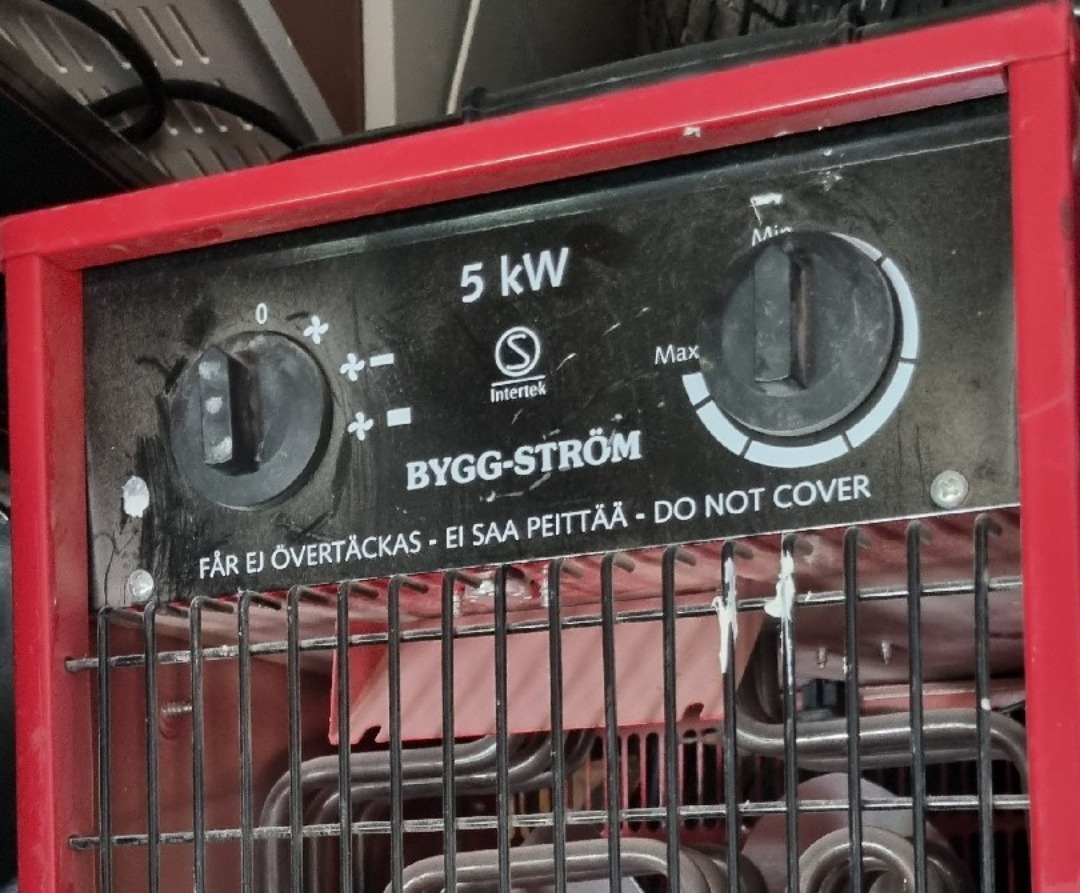 5 kW
Min
0
Max
S
Intertek
BYGG-STRÖM
FÅR EJ ÖVERTÄCKAS - EI SAA PEITTÄÄ - DO NOT COVER